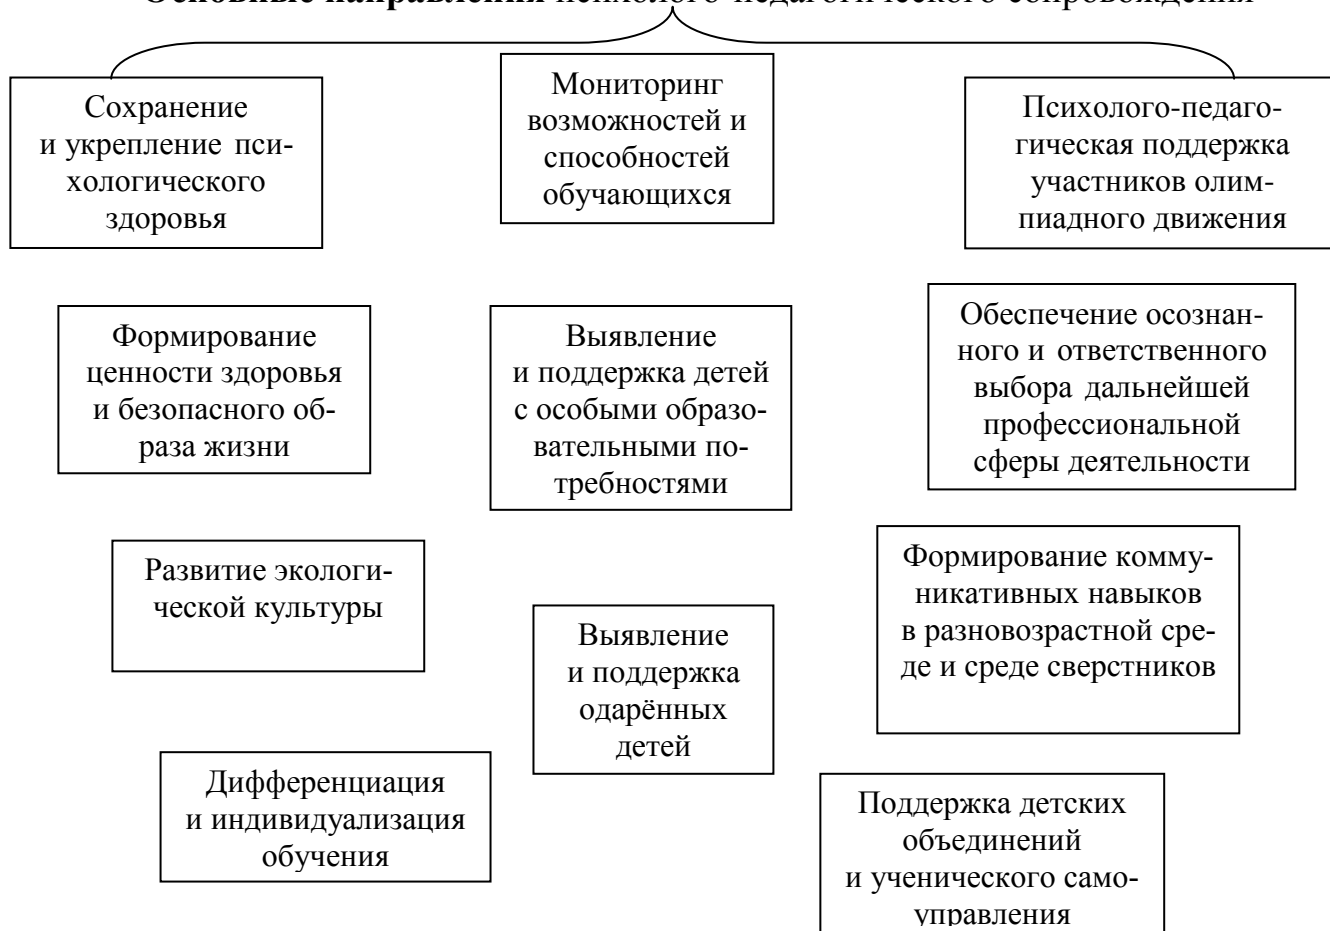 Основные направления психолого-педагогического сопровождения
Сохранение
и укрепление пси-
хологического
здоровья
Мониторинг
возможностей и
способностей
обучающихся
Психолого-педаго-
гическая поддержка
участников олим-
пиадного движения
Формирование
ценности здоровья
и безопасного об-
раза жизни
Выявление
и поддержка детей
с особыми образо-
вательными по-
требностями
Обеспечение осознан-
ного и ответственного
выбора дальнейшей
профессиональной
сферы деятельности
Развитие экологи-
ческой культуры
Выявление
и поддержка
одарённых
детей
Формирование комму-
никативных навыков
в разновозрастной сре-
де и среде сверстников
Дифференциация
и индивидуализация
обучения
Поддержка детских
объединений
и ученического само-
управления